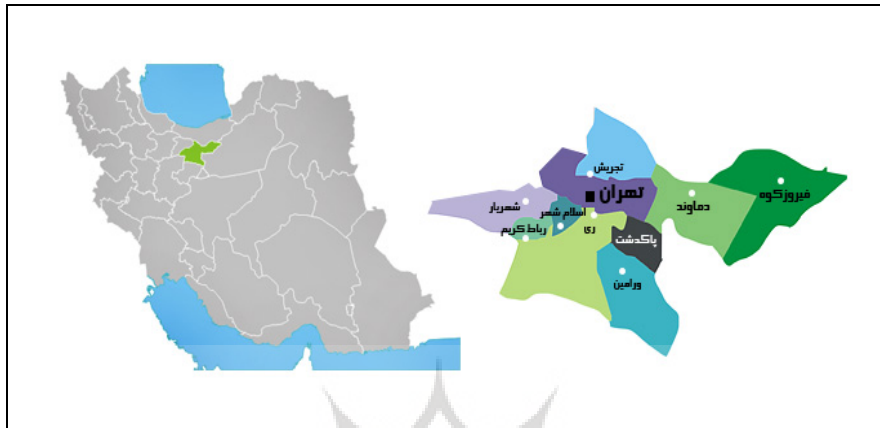 تجریش
فیروزکوه
تهران
دماوند
شهریار
اسلام شهر
ری
رباط کریم
پاکدشت
ورامین